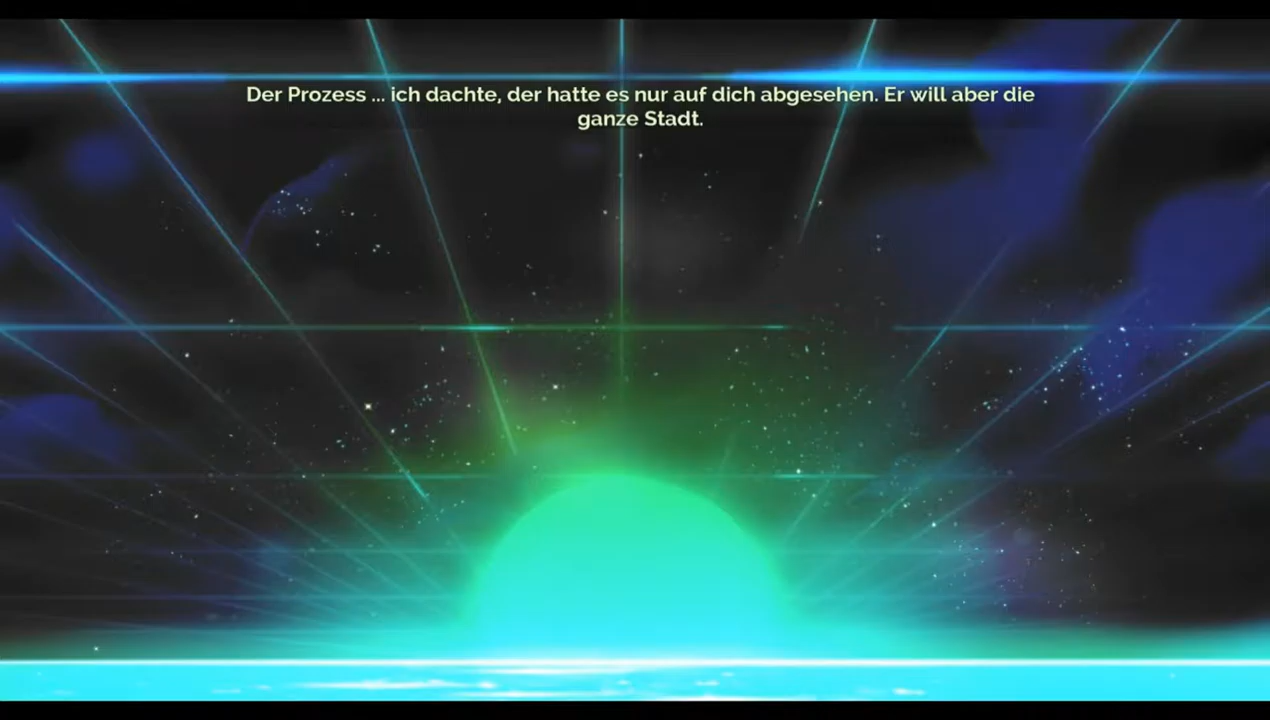 Der Prozess ... ich dachte, der hatte es nur auf dich abgesehen. Er will aber die
ganze Stadt.